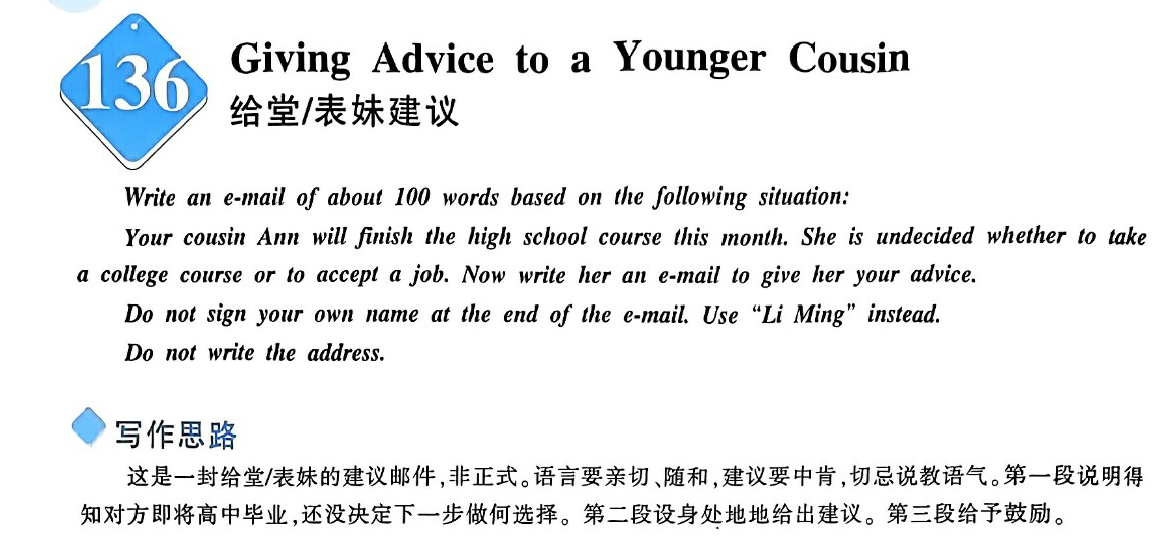 136
Giving Advice to a Younger Cousin
给堂/表妹建议
Write an e-mail of about 100 words based on the following situation:
Your cousin Ann will finish the high school course this month. She is undecided whether to take
a college course or to accept a job. Now write her an e-mail to give her your advice.
Do not sign your own name at the end of the e-mail. Use “Li Ming” instead.
Do not write the address.
写作思路
这是一封给堂/表妹的建议邮件,非正式。语言要亲切、随和,建议要中肯,切忌说教语气。第一段说明得
知对方即将高中毕业,还没决定下一步做何选择。第二段设身处地地给出建议。第三段给予鼓励。